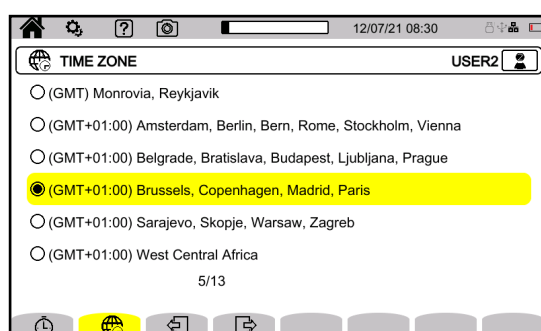 12/07/21 08:30
TIME ZONE USER2
(GMT) Monrovia, Reykjavik
(GMT+01:00) Amsterdam, Berlin, Bern, Rome, Stockholm, Vienna
(GMT+01:00) Belgrade, Bratislava, Budapest, Ljubljana, Prague
(GMT+01:00) Brussels, Copenhagen, Madrid, Paris
(GMT+01:00) Sarajevo, Skopje, Warsaw, Zagreb
(GMT+01:00) West Central Africa
5/13